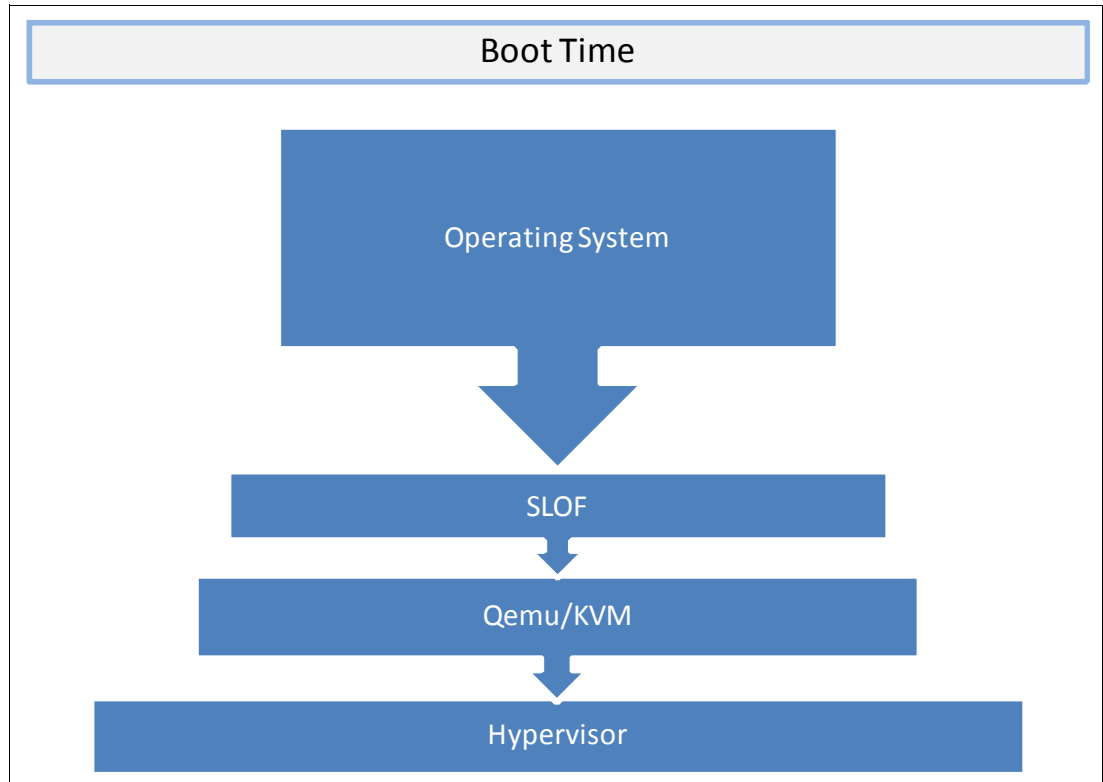 Boot Time
Operating System
SLOF
Qemu/KVM
Hypervisor